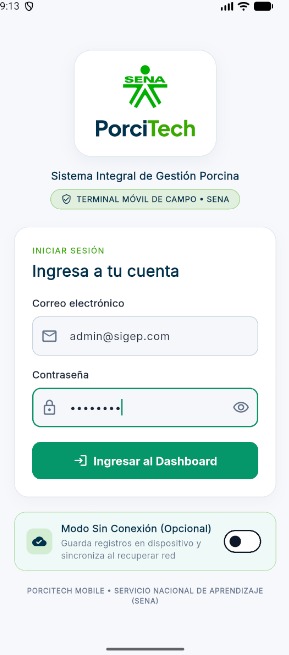 9:13
SENA
PorciTech
Sistema Integral de Gestión Porcina
TERMINAL MÓVIL DE CAMPO • SENA
INICIAR SESIÓN
Ingresa a tu cuenta
Correo electrónico
admin@sigep.com
Contraseña
••••••••
Ingresar al Dashboard
Modo Sin Conexión (Opcional)
Guarda registros en dispositivo y
sincroniza al recuperar red
PORCITECH MOBILE • SERVICIO NACIONAL DE APRENDIZAJE
(SENA)